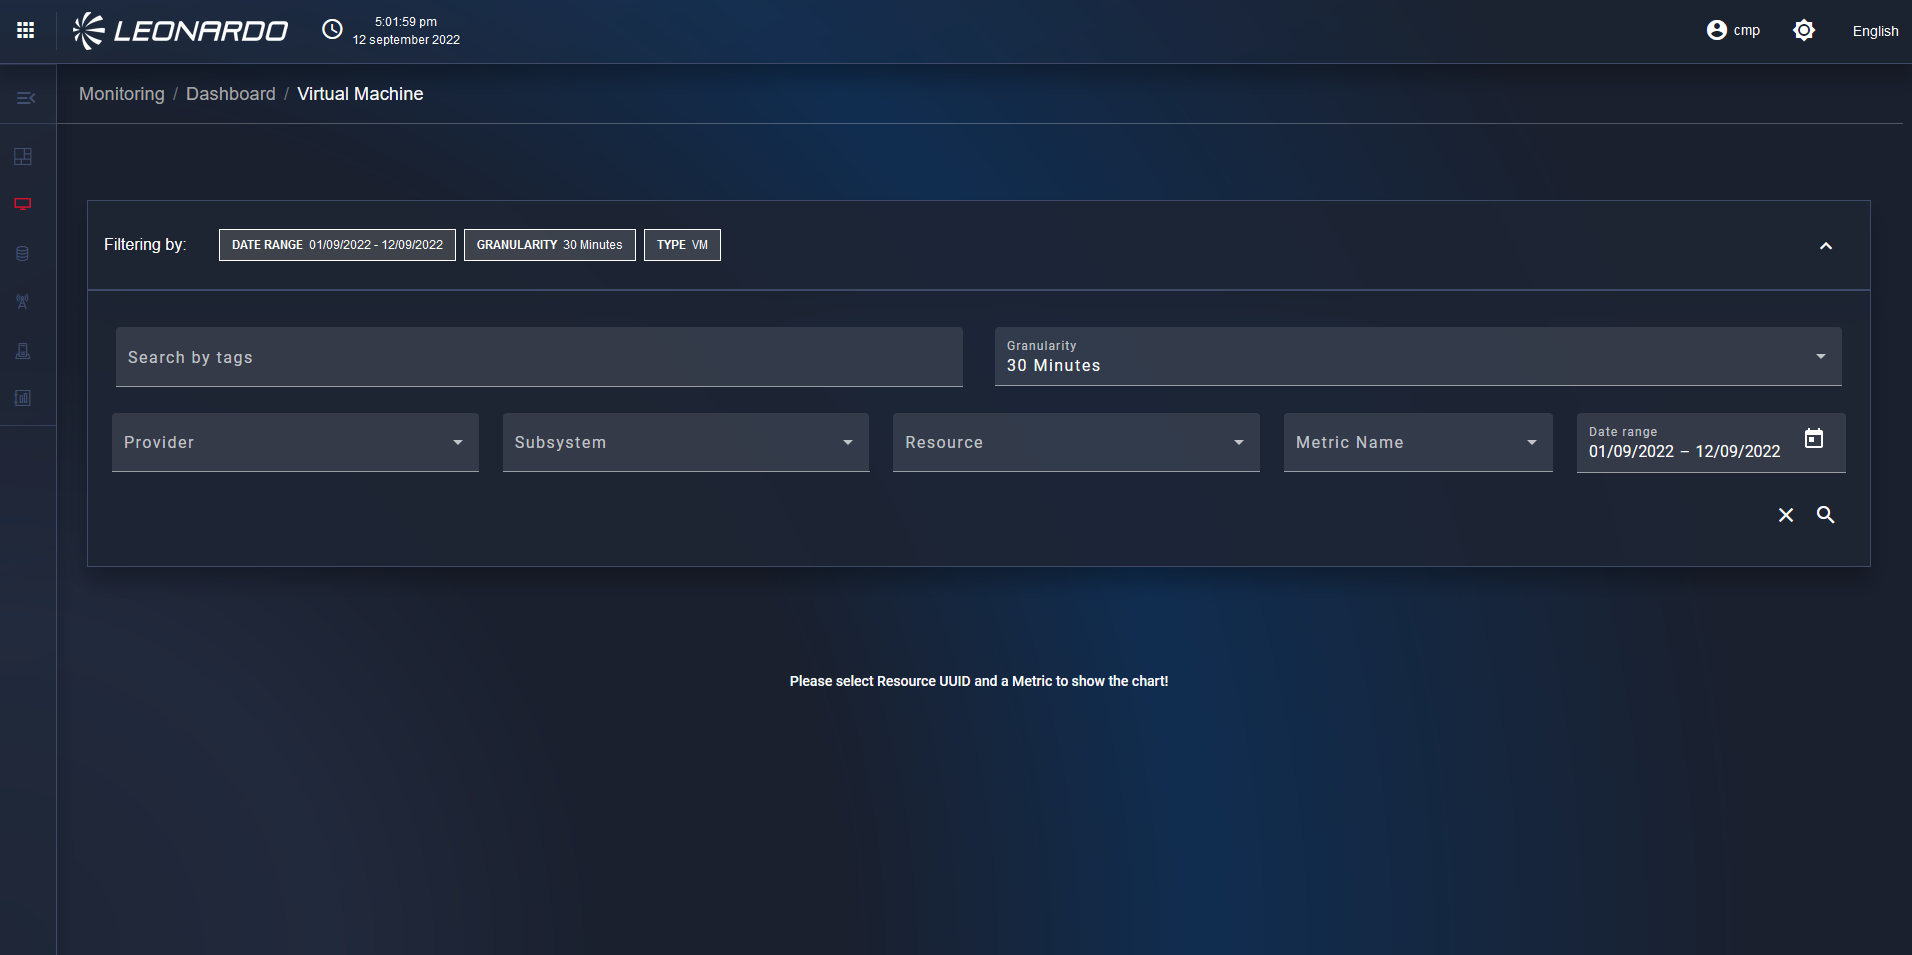 LEONARDO
5:01:59 pm
12 september 2022
cmp
English
Monitoring / Dashboard / Virtual Machine
Filtering by:
DATE RANGE 01/09/2022 - 12/09/2022
GRANULARITY 30 Minutes
TYPE VM
Search by tags
Granularity
30 Minutes
Provider
Subsystem
Resource
Metric Name
Date range
01/09/2022 – 12/09/2022
Please select Resource UUID and a Metric to show the chart!